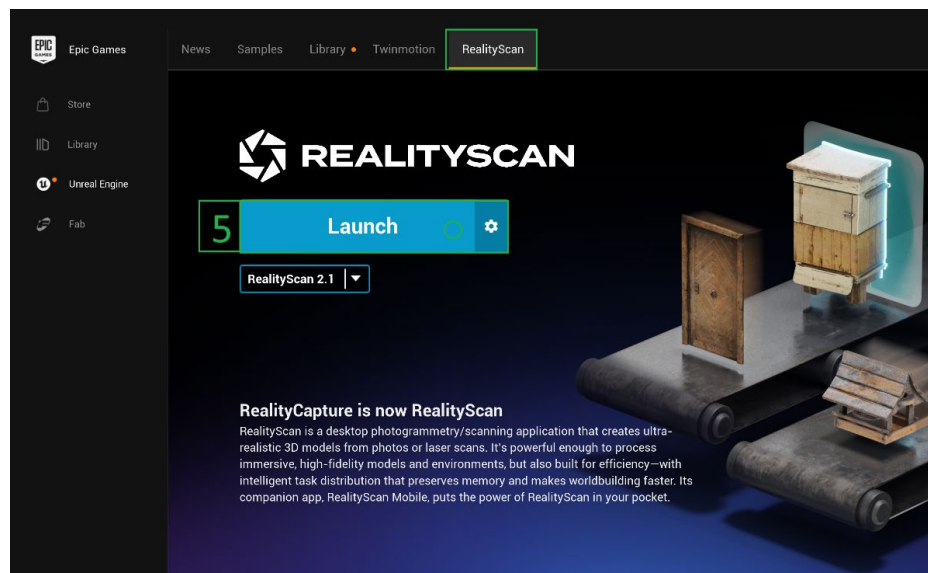 EPIC GAMES
Epic Games
News Samples Library Twinmotion RealityScan
Store
Library
Unreal Engine
Fab
REALITYSCAN
5 Launch
RealityScan 2.1
RealityCapture is now RealityScan
RealityScan is a desktop photogrammetry/scanning application that creates ultra-
realistic 3D models from photos or laser scans. It's powerful enough to process
immersive, high-fidelity models and environments, but also built for efficiency—with
intelligent task distribution that preserves memory and makes worldbuilding faster. Its
companion app, RealityScan Mobile, puts the power of RealityScan in your pocket.